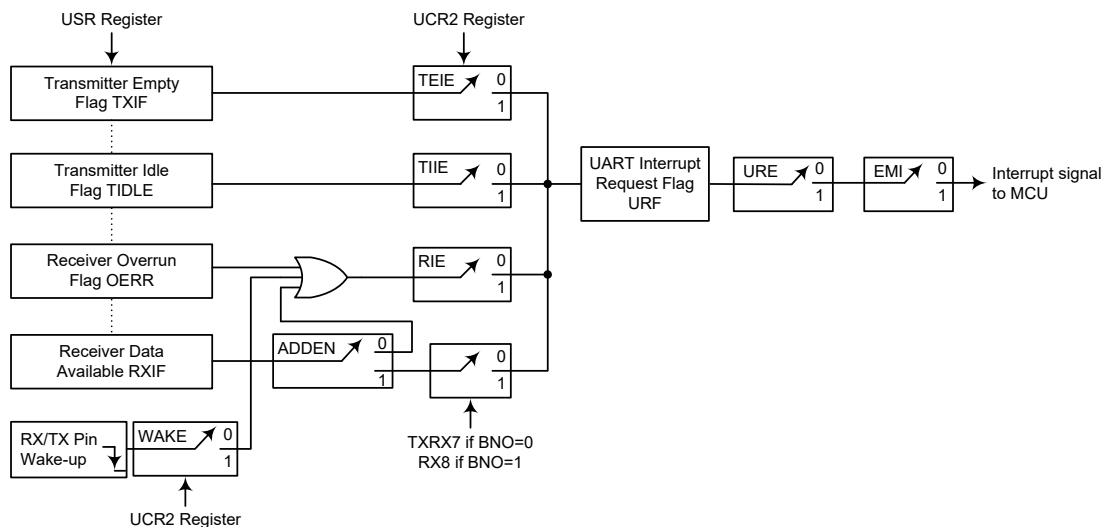 USR Register
UCR2 Register
Transmitter Empty
Flag TXIF
TEIE
0
1
Transmitter Idle
Flag TIDLE
TIIE
0
1
UART Interrupt
Request Flag
URF
URE
0
1
EMI
0
1
Interrupt signal
to MCU
Receiver Overrun
Flag OERR
RIE
0
1
Receiver Data
Available RXIF
ADDEN
0
1
0
1
RX/TX Pin
Wake-up
WAKE
0
1
TXRX7 if BNO=0
RX8 if BNO=1
UCR2 Register